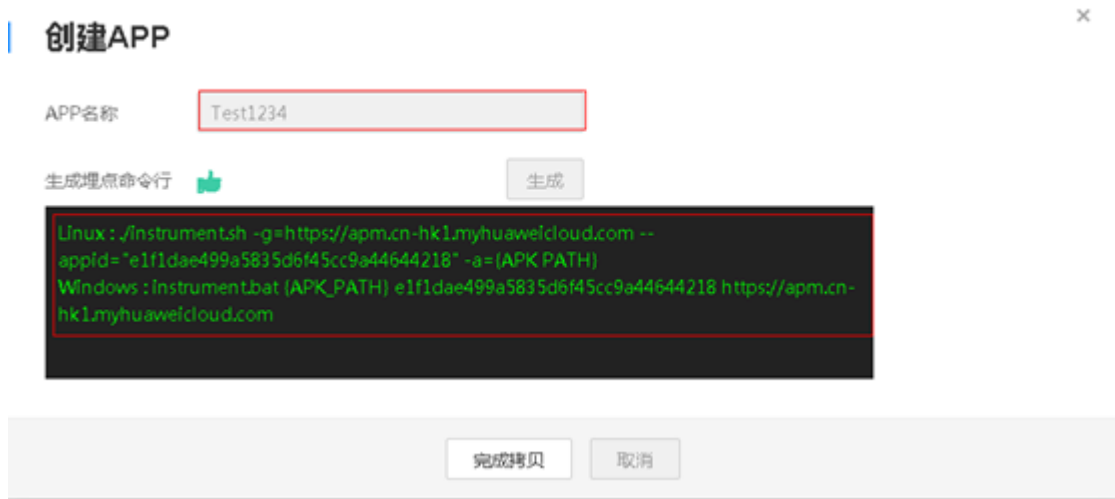 创建APP
×
APP名称 Test1234
生成埋点命令行 生成
Linux : ./instrument.sh -g=https://apm.cn-hk1.myhuaweicloud.com --
appid="e1f1dae499a5835d6f45cc9a44644218" -a={APK PATH}
Windows : instrument.bat {APK_PATH} e1f1dae499a5835d6f45cc9a44644218 https://apm.cn-
hk1.myhuaweicloud.com
完成拷贝 取消